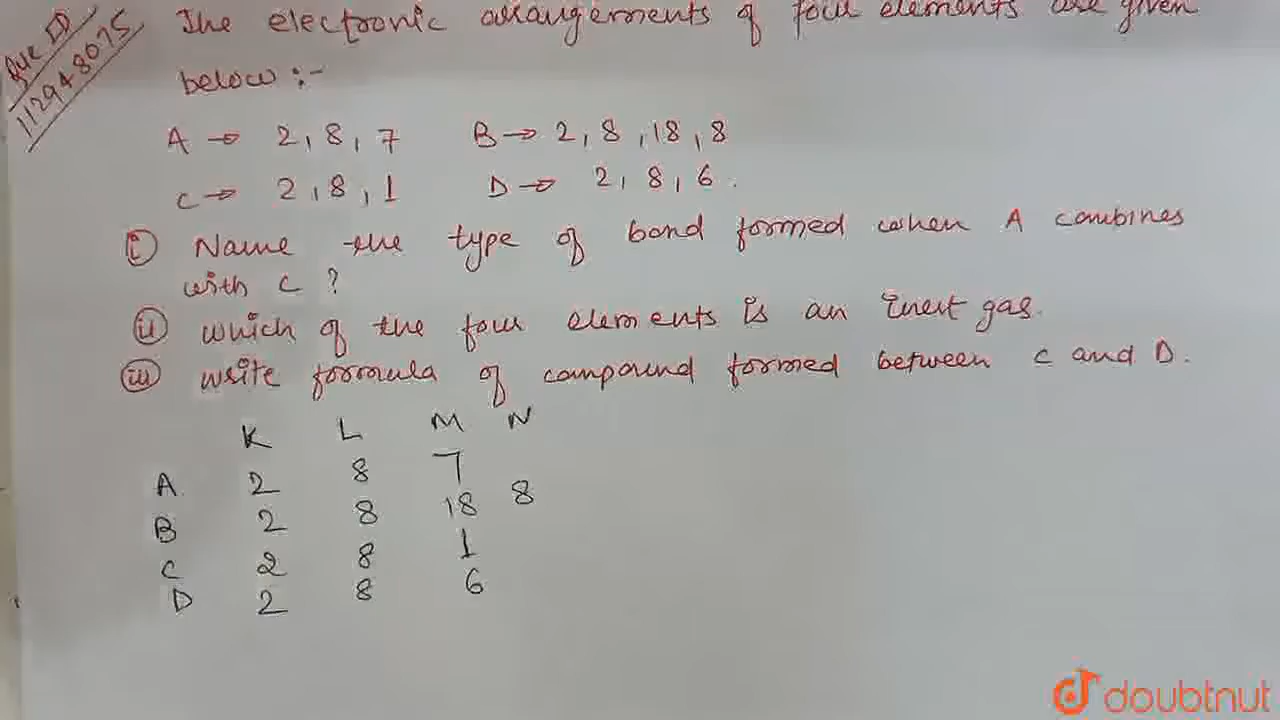 Que ①
112948075
The electronic arrangements of four elements are given
below :-
A → 2, 8, 7 B → 2, 8, 18, 8
C → 2, 8, 1 D → 2, 8, 6.
(i) Name the type of bond formed when A combines
with C ?
(ii) which of the four elements is an Inert gas.
(iii) write formula of compound formed between C and D.
K L M N
A. 2 8 7
B 2 8 18 8
C 2 8 1
D 2 8 6
doubtnut